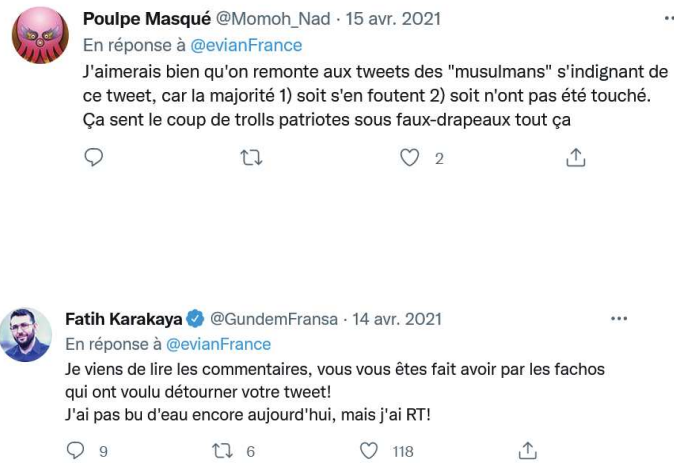 Poulpe Masqué @Momoh_Nad · 15 avr. 2021
En réponse à @evianFrance
J'aimerais bien qu'on remonte aux tweets des "musulmans" s'indignant de
ce tweet, car la majorité 1) soit s'en foutent 2) soit n'ont pas été touché.
Ça sent le coup de trolls patriotes sous faux-drapeaux tout ça
2
Fatih Karakaya @GundemFransa · 14 avr. 2021
En réponse à @evianFrance
Je viens de lire les commentaires, vous vous êtes fait avoir par les fachos
qui ont voulu détourner votre tweet!
J'ai pas bu d'eau encore aujourd'hui, mais j'ai RT!
9 6 118